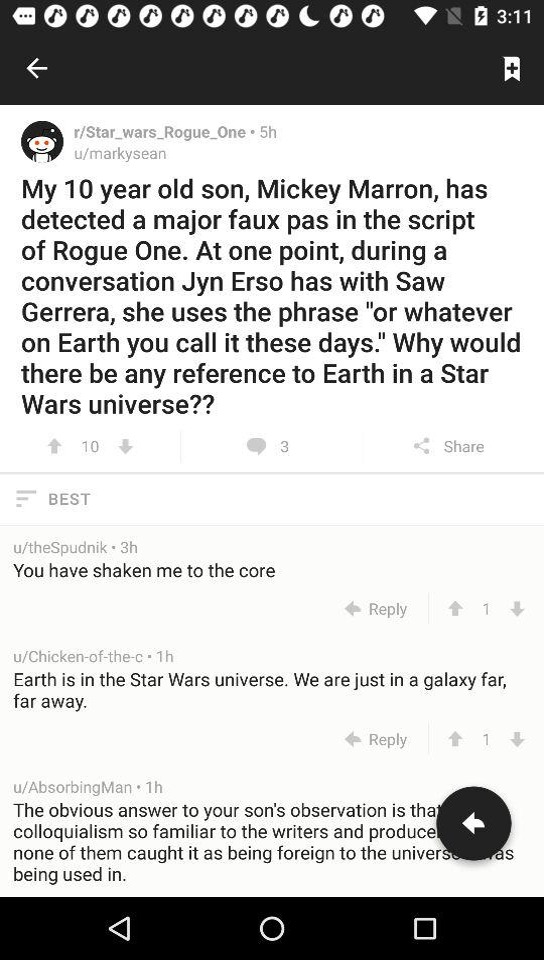 3:11
r/Star_wars_Rogue_One • 5h
u/markysean
My 10 year old son, Mickey Marron, has
detected a major faux pas in the script
of Rogue One. At one point, during a
conversation Jyn Erso has with Saw
Gerrera, she uses the phrase "or whatever
on Earth you call it these days." Why would
there be any reference to Earth in a Star
Wars universe??
10
3
Share
BEST
u/theSpudnik • 3h
You have shaken me to the core
Reply
1
u/Chicken-of-the-c • 1h
Earth is in the Star Wars universe. We are just in a galaxy far,
far away.
Reply
1
u/AbsorbingMan • 1h
The obvious answer to your son's observation is that
colloquialism so familiar to the writers and
none of them caught it as being foreign to the
being used in.